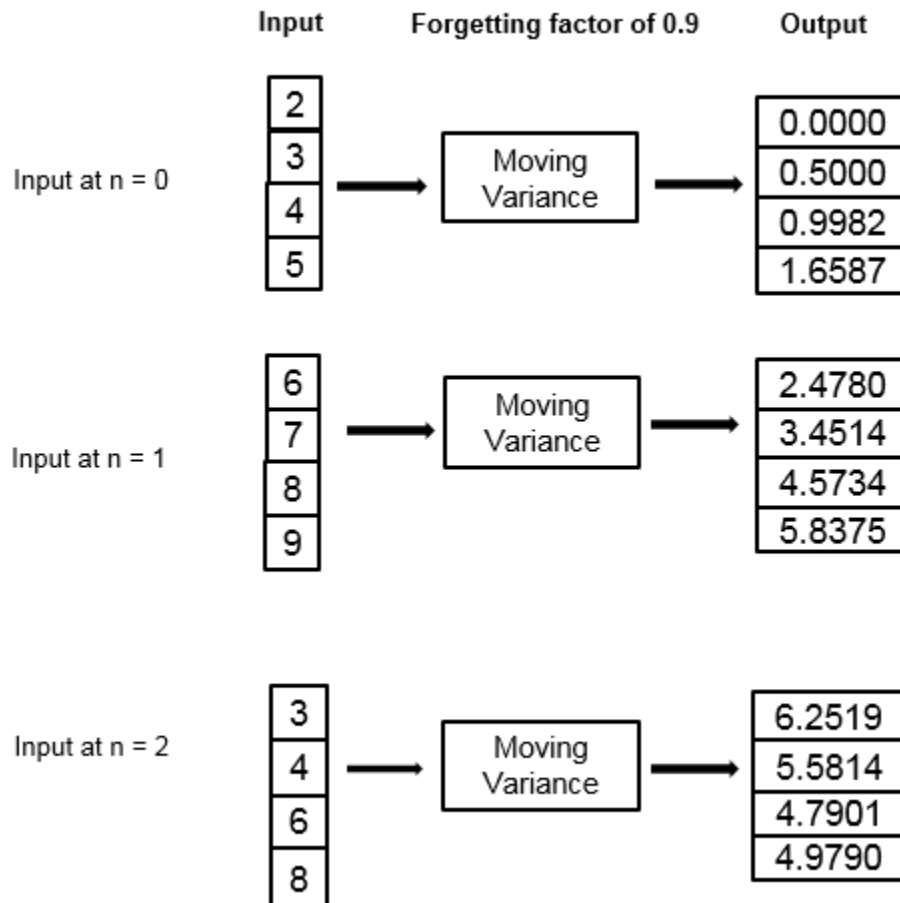 Input Forgetting factor of 0.9 Output
Input at n = 0
2
3
4
5
Moving
Variance
0.0000
0.5000
0.9982
1.6587
Input at n = 1
6
7
8
9
Moving
Variance
2.4780
3.4514
4.5734
5.8375
Input at n = 2
3
4
6
8
Moving
Variance
6.2519
5.5814
4.7901
4.9790